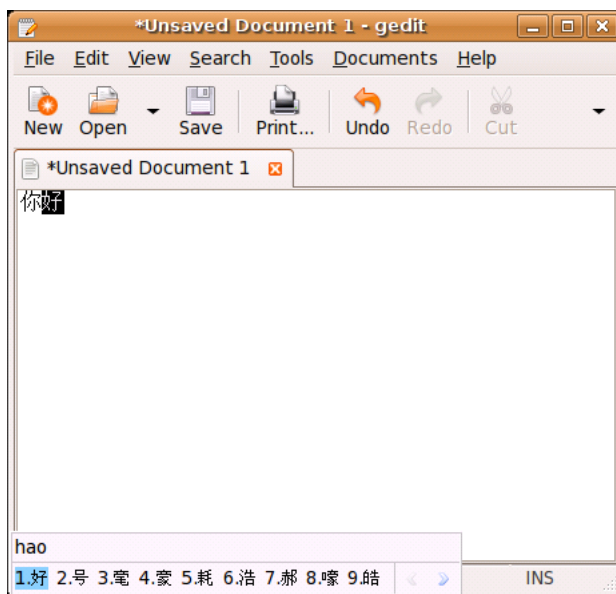 *Unsaved Document 1 - gedit
File Edit View Search Tools Documents Help
New Open Save Print... Undo Redo Cut
*Unsaved Document 1
你好
hao
1.好 2.号 3.毫 4.豪 5.耗 6.浩 7.郝 8.嚎 9.皓
INS